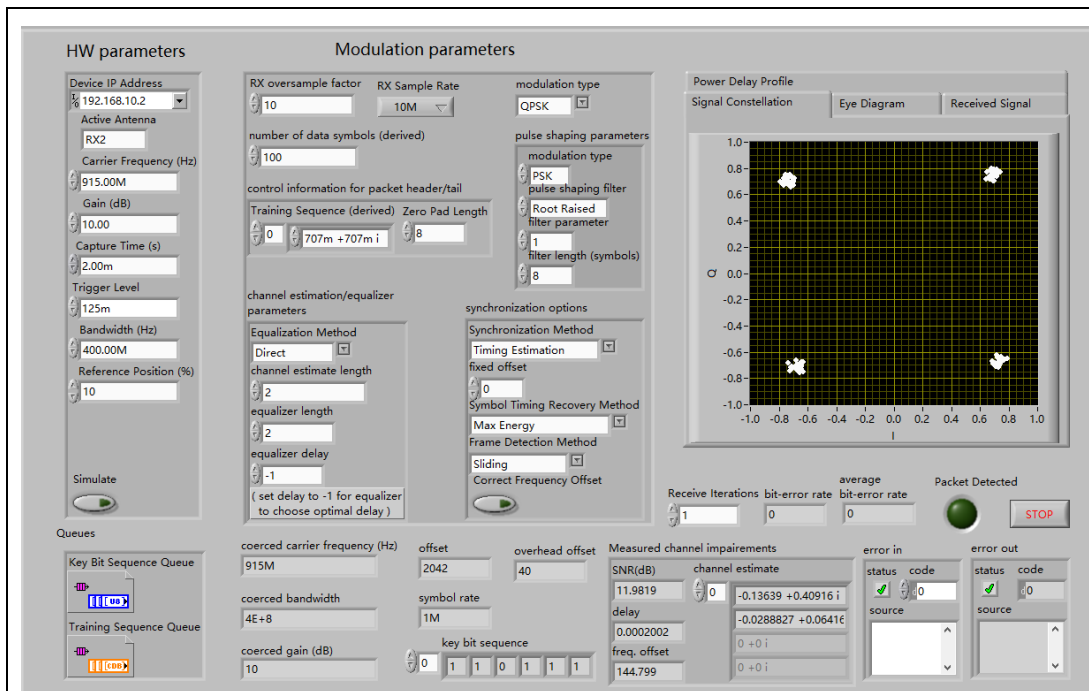 HW parameters
Modulation parameters
Device IP Address
192.168.10.2
Active Antenna
RX2
Carrier Frequency (Hz)
915.00M
Gain (dB)
10.00
Capture Time (s)
2.00m
Trigger Level
125m
Bandwidth (Hz)
400.00M
Reference Position (%)
10
Simulate
RX oversample factor
10
RX Sample Rate
10M
number of data symbols (derived)
100
control information for packet header/tail
Training Sequence (derived)
0
707m +707m i
Zero Pad Length
8
modulation type
QPSK
pulse shaping parameters
modulation type
PSK
pulse shaping filter
Root Raised
filter parameter
1
filter length (symbols)
8
channel estimation/equalizer
parameters
Equalization Method
Direct
channel estimate length
2
equalizer length
2
equalizer delay
-1
( set delay to -1 for equalizer
to choose optimal delay )
synchronization options
Synchronization Method
Timing Estimation
fixed offset
0
Symbol Timing Recovery Method
Max Energy
Frame Detection Method
Sliding
Correct Frequency Offset
Power Delay Profile
Signal Constellation
Eye Diagram
Received Signal
1.0
0.8
0.6
0.4
0.2
0.0
-0.2
-0.4
-0.6
-0.8
-1.0
Q
-1.0 -0.8 -0.6 -0.4 -0.2 0.0 0.2 0.4 0.6 0.8 1.0
I
Receive Iterations
1
bit-error rate
0
average
bit-error rate
0
Packet Detected
STOP
Queues
Key Bit Sequence Queue
[U8]
Training Sequence Queue
[CDB]
coerced carrier frequency (Hz)
915M
coerced bandwidth
4E+8
coerced gain (dB)
10
offset
2042
symbol rate
1M
overhead offset
40
key bit sequence
0 1 1 0 1 1 1
Measured channel impairements
SNR(dB)
11.9819
delay
0.0002002
freq. offset
144.799
channel estimate
0
-0.13639 +0.40916 i
-0.0288827 +0.06416
0 +0 i
0 +0 i
error in
status code
0
source
error out
status code
0
source